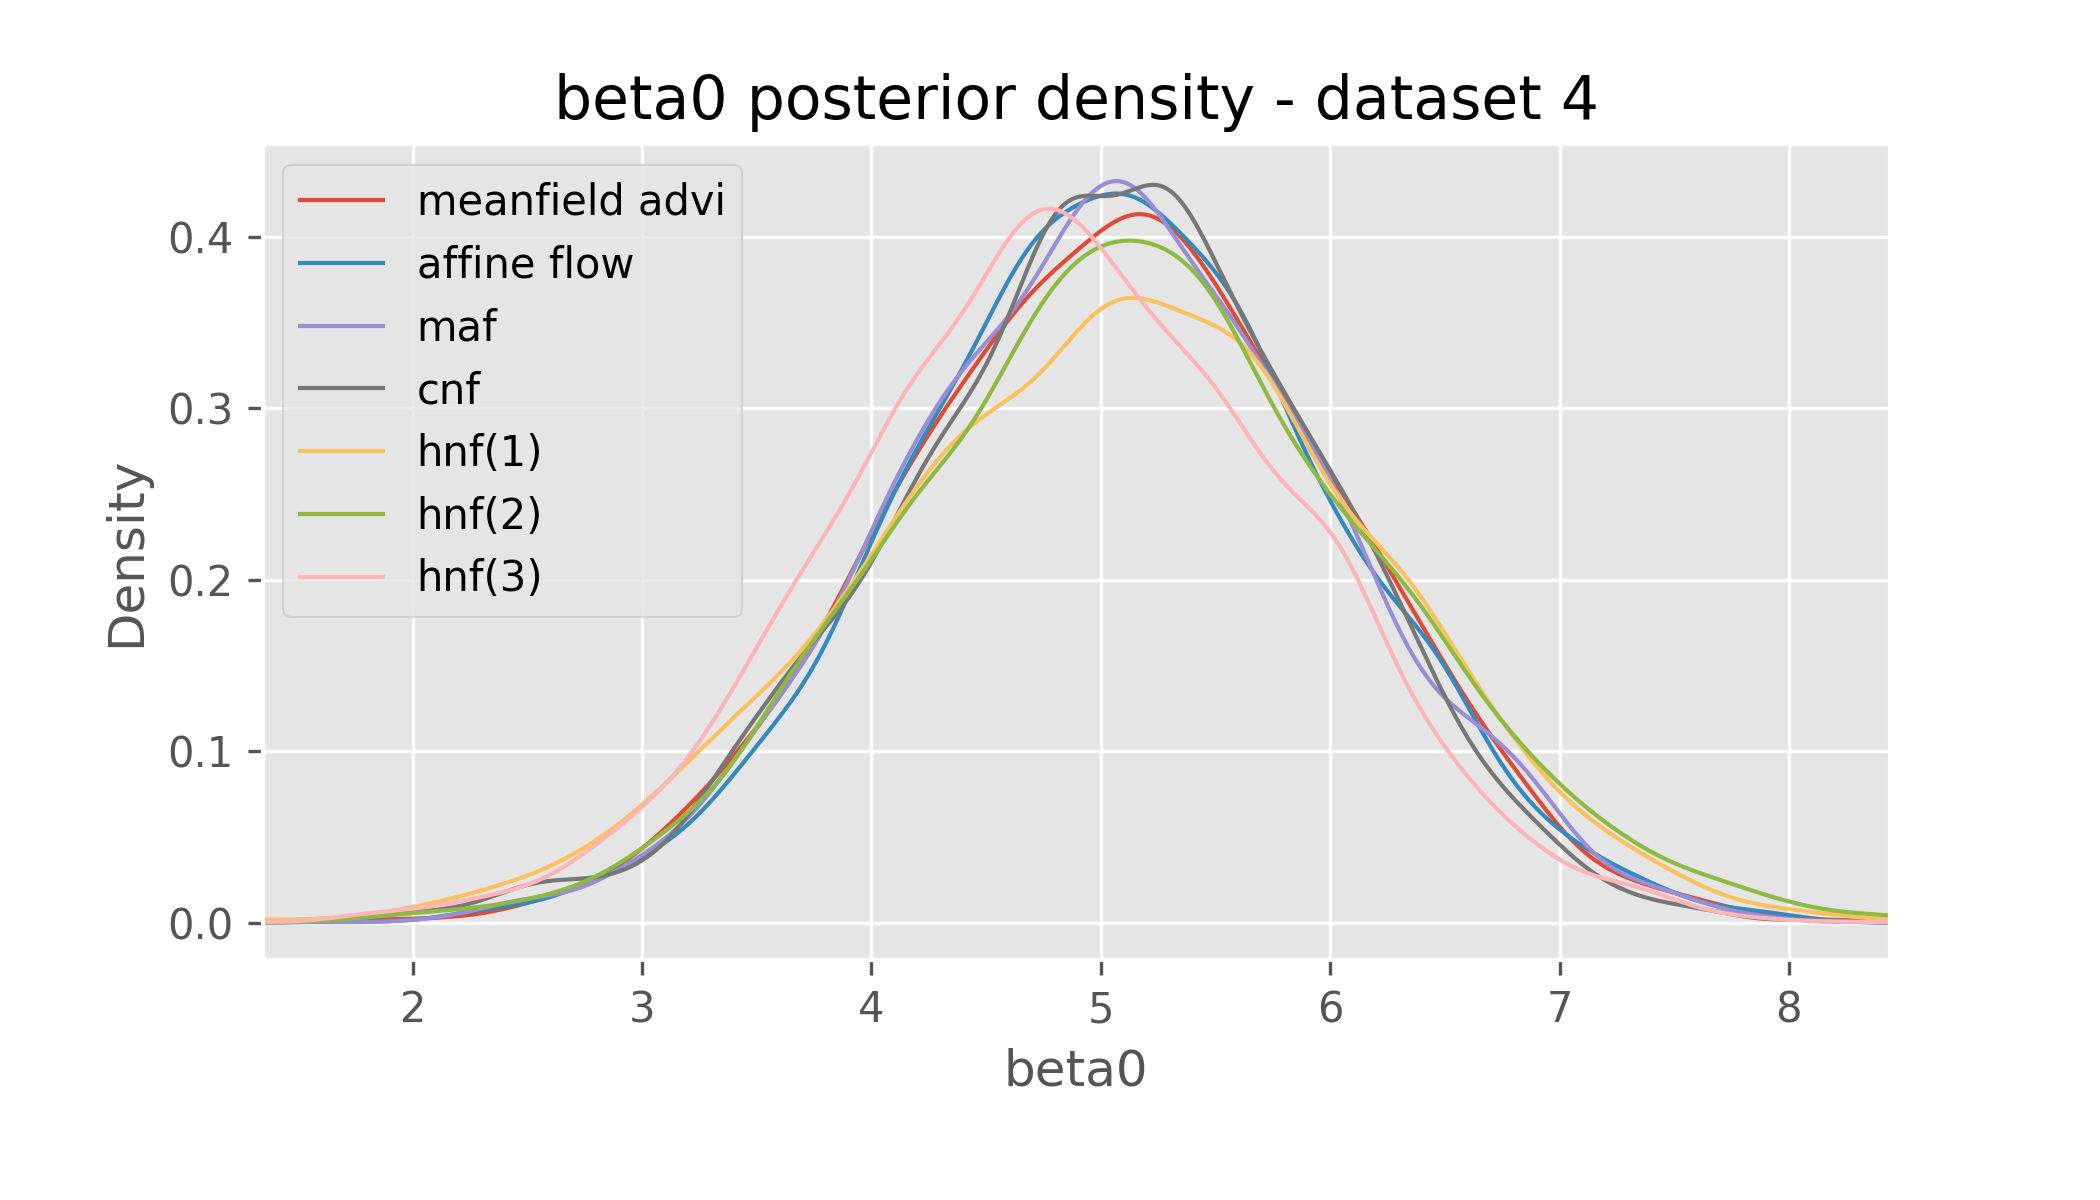 beta0 posterior density - dataset 4
meanfield advi
affine flow
maf
cnf
hnf(1)
hnf(2)
hnf(3)
Density
0.4
0.3
0.2
0.1
0.0
2 3 4 5 6 7 8
beta0